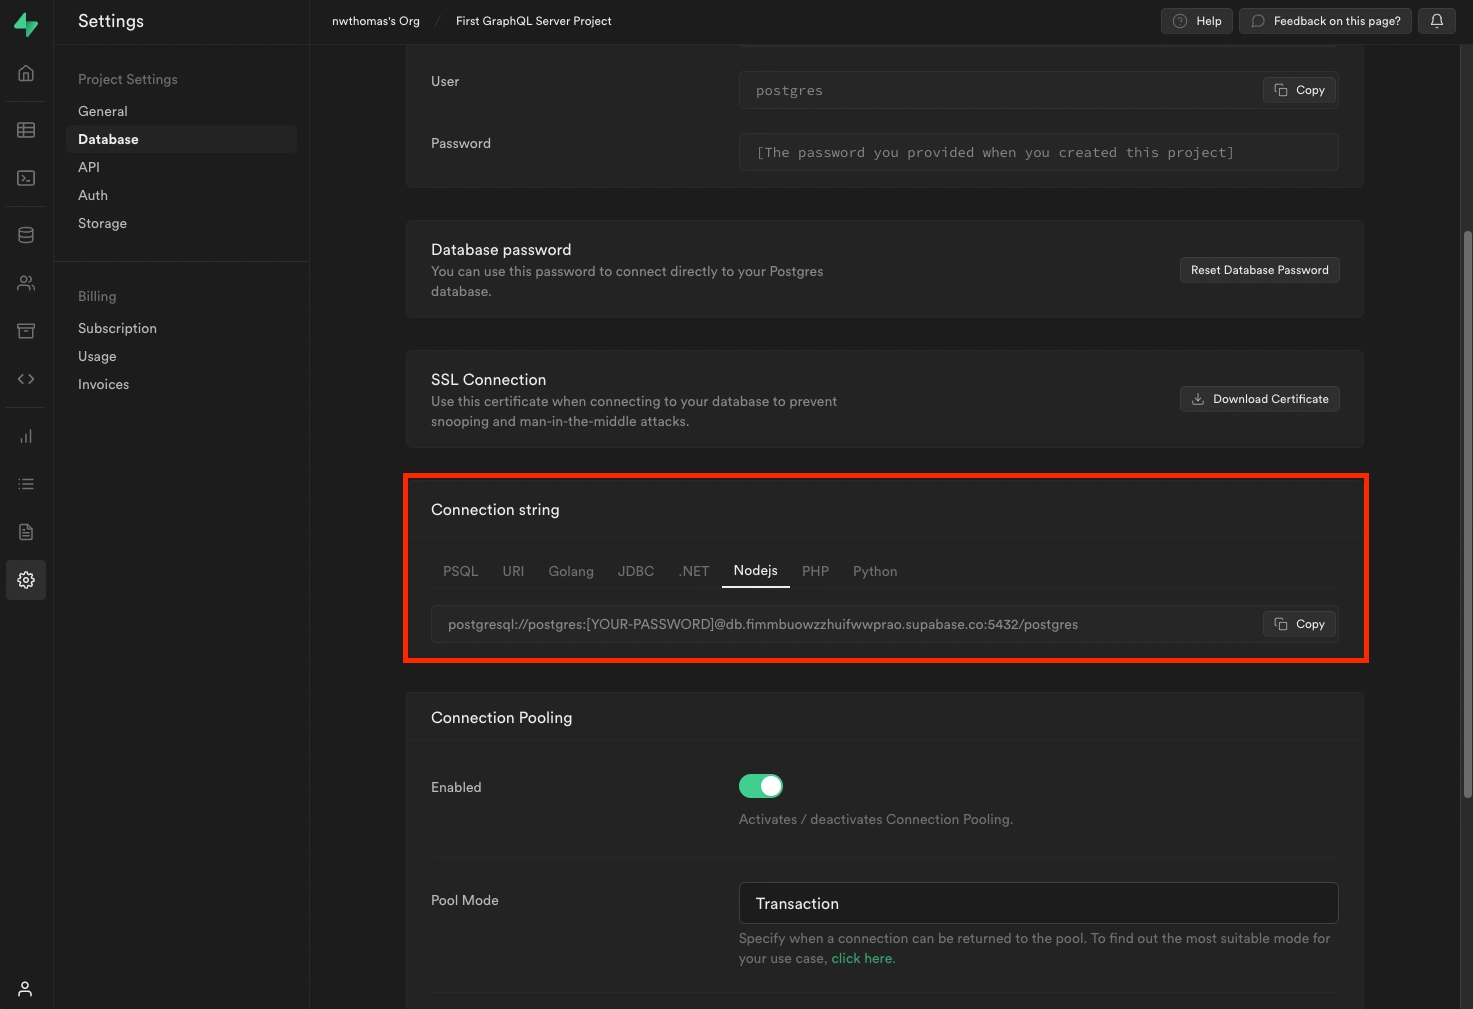 Settings
nwthomas's Org / First GraphQL Server Project
Help
Feedback on this page?
Project Settings
General
Database
API
Auth
Storage
Billing
Subscription
Usage
Invoices
User
postgres
Copy
Password
[The password you provided when you created this project]
Database password
You can use this password to connect directly to your Postgres
database.
Reset Database Password
SSL Connection
Use this certificate when connecting to your database to prevent
snooping and man-in-the-middle attacks.
Download Certificate
Connection string
PSQL URI Golang JDBC .NET Nodejs PHP Python
postgresql://postgres:[YOUR-PASSWORD]@db.fimmbuowzzhuifwwprao.supabase.co:5432/postgres
Copy
Connection Pooling
Enabled
Activates / deactivates Connection Pooling.
Pool Mode
Transaction
Specify when a connection can be returned to the pool. To find out the most suitable mode for
your use case, click here.